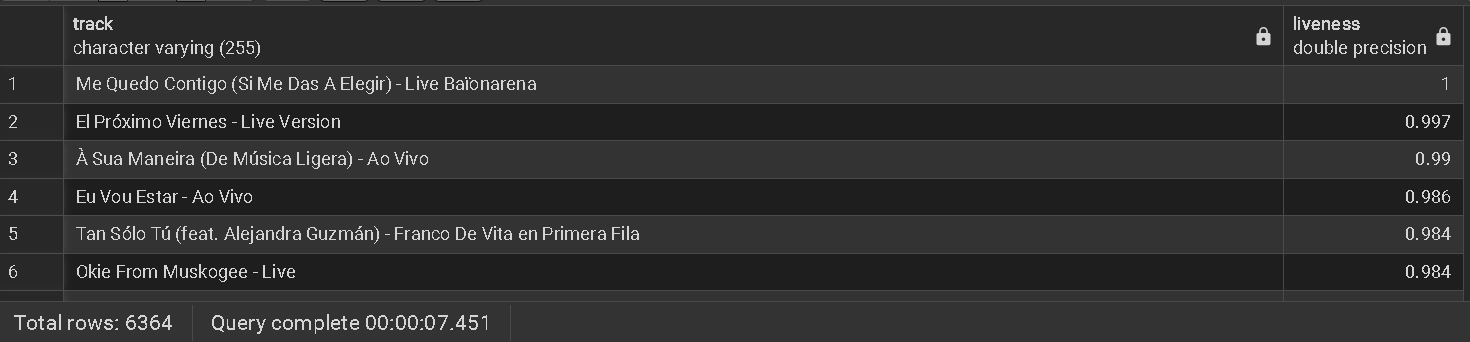 track liveness
character varying (255) double precision
1 Me Quedo Contigo (Si Me Das A Elegir) - Live Baïonarena 1
2 El Próximo Viernes - Live Version 0.997
3 À Sua Maneira (De Música Ligera) - Ao Vivo 0.99
4 Eu Vou Estar - Ao Vivo 0.986
5 Tan Sólo Tú (feat. Alejandra Guzmán) - Franco De Vita en Primera Fila 0.984
6 Okie From Muskogee - Live 0.984
Total rows: 6364 Query complete 00:00:07.451